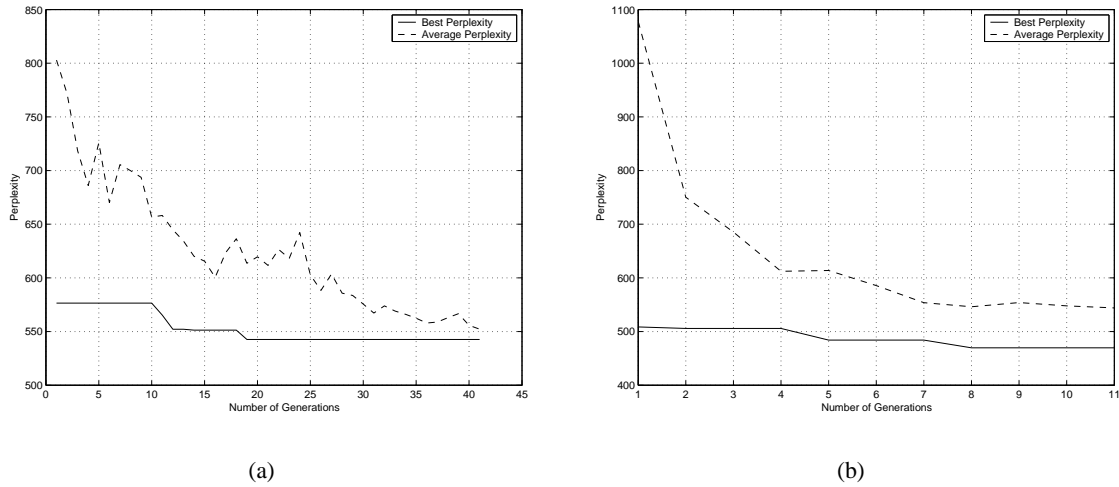 850
800
750
700
650
600
550
500
Perplexity
Best Perplexity
Average Perplexity
0 5 10 15 20 25 30 35 40 45
Number of Generations
(a)
1100
1000
900
800
700
600
500
400
Perplexity
Best Perplexity
Average Perplexity
1 2 3 4 5 6 7 8 9 10 11
Number of Generations
(b)